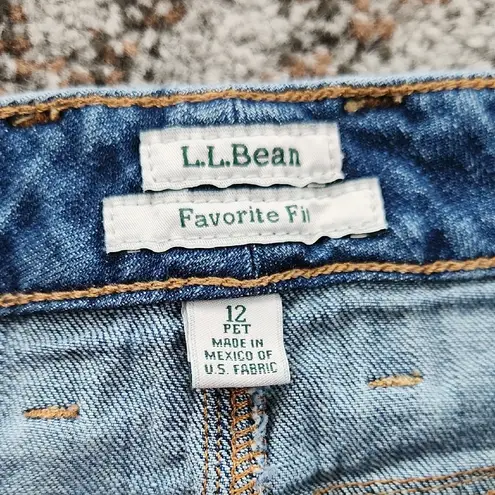 L.L.Bean
Favorite Fit
12
PET
MADE IN
MEXICO OF
U.S. FABRIC